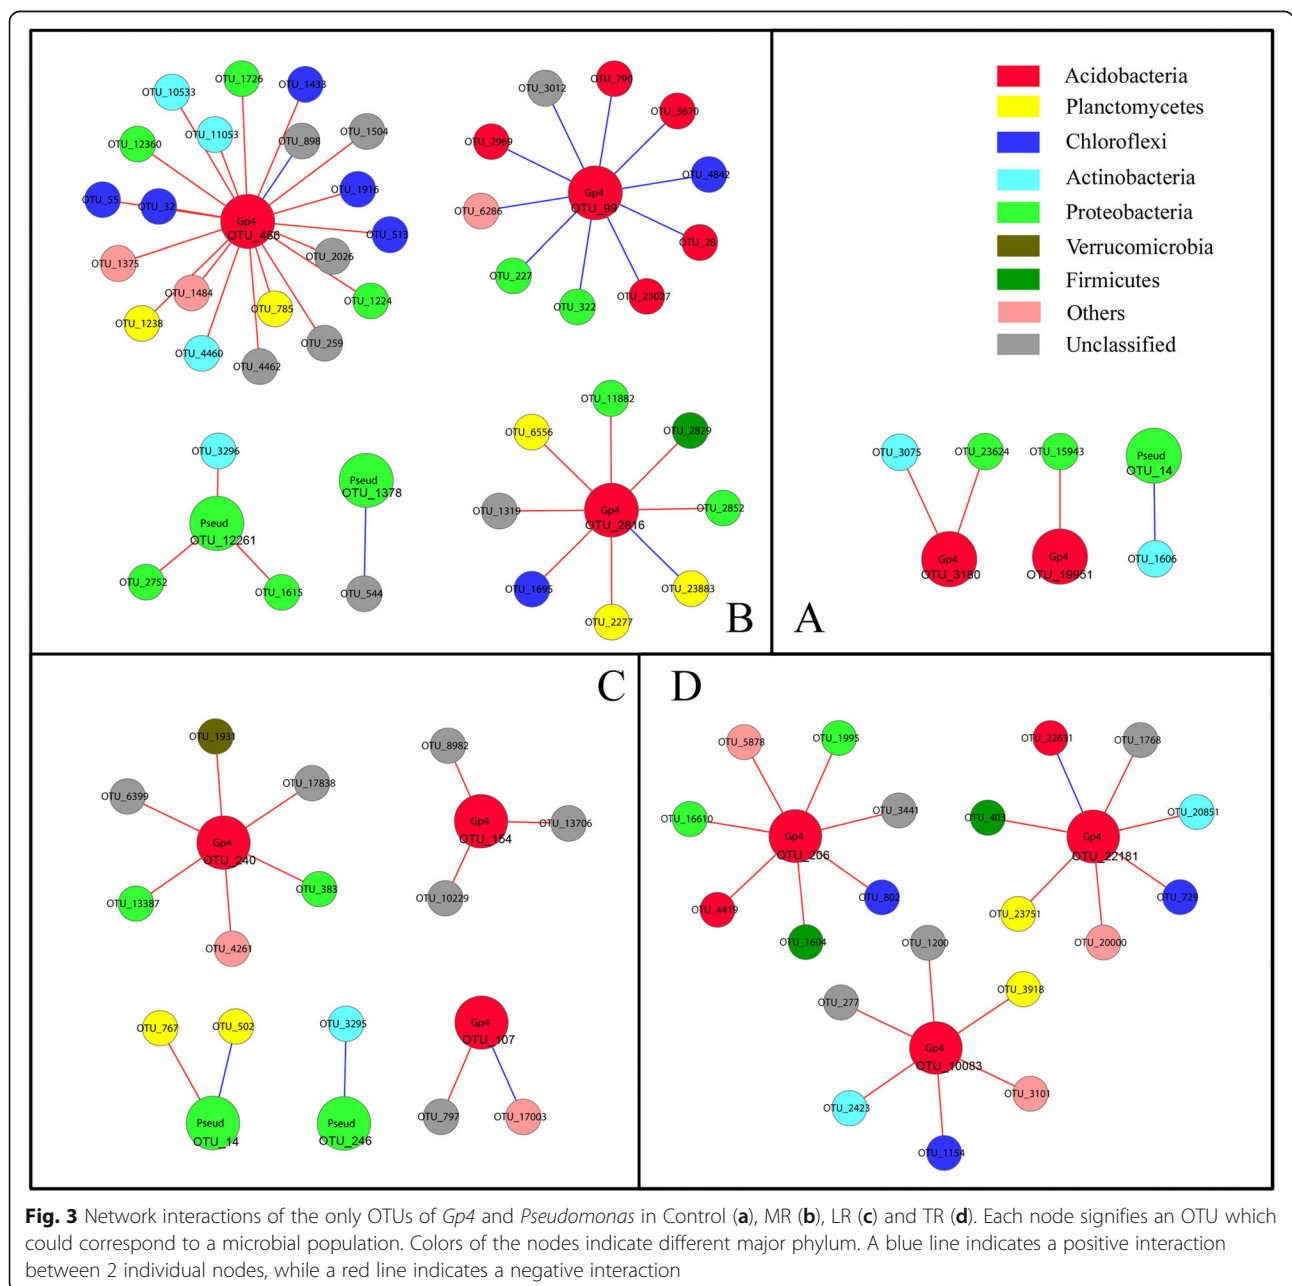 OTU_1726
OTU_1433
OTU_10533
OTU_11053
OTU_898
OTU_1504
OTU_12360
OTU_55
OTU_32
OTU_1916
Gp4
OTU_466
OTU_513
OTU_2026
OTU_1375
OTU_1484
OTU_785
OTU_1224
OTU_1238
OTU_4460
OTU_4462
OTU_259
OTU_3012
OTU_790
OTU_3670
OTU_2969
OTU_4842
Gp4
OTU_99
OTU_6286
OTU_28
OTU_227
OTU_322
OTU_23027
OTU_3296
Pseud
OTU_12261
OTU_2752
OTU_1615
Pseud
OTU_1378
OTU_544
OTU_11882
OTU_6556
OTU_2829
OTU_1319
Gp4
OTU_2816
OTU_2852
OTU_1695
OTU_23883
OTU_2277
B
Acidobacteria
Planctomycetes
Chloroflexi
Actinobacteria
Proteobacteria
Verrucomicrobia
Firmicutes
Others
Unclassified
OTU_3075
OTU_23624
OTU_15943
Pseud
OTU_14
Gp4
OTU_3180
Gp4
OTU_19951
OTU_1606
A
C
OTU_1931
OTU_6399
OTU_17838
Gp4
OTU_240
OTU_13387
OTU_383
OTU_4261
OTU_8982
Gp4
OTU_154
OTU_13706
OTU_10229
OTU_767
OTU_502
Pseud
OTU_14
OTU_3295
Pseud
OTU_246
Gp4
OTU_107
OTU_797
OTU_17003
D
OTU_5878
OTU_1995
OTU_16610
OTU_3441
Gp4
OTU_206
OTU_4419
OTU_802
OTU_1604
OTU_22631
OTU_1768
OTU_403
OTU_20851
Gp4
OTU_22181
OTU_23751
OTU_729
OTU_20000
OTU_1200
OTU_277
OTU_3918
Gp4
OTU_10083
OTU_2423
OTU_3101
OTU_1154
Fig. 3 Network interactions of the only OTUs of Gp4 and Pseudomonas in Control (a), MR (b), LR (c) and TR (d). Each node signifies an OTU which
could correspond to a microbial population. Colors of the nodes indicate different major phylum. A blue line indicates a positive interaction
between 2 individual nodes, while a red line indicates a negative interaction